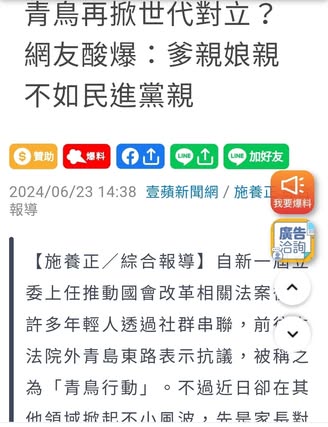 青鳥再掀世代對立？
網友酸爆：爹親娘親
不如民進黨親
贊助
爆料
加好友
2024/06/23 14:38 壹蘋新聞網 / 施養正
報導
我要爆料
廣告
洽詢
【施養正／綜合報導】自新一屆立
委上任推動國會改革相關法案
許多年輕人透過社群串聯，前
法院外青島東路表示抗議，被稱之
為「青鳥行動」。不過近日卻在其
他領域掀起不小風波，先是家長對